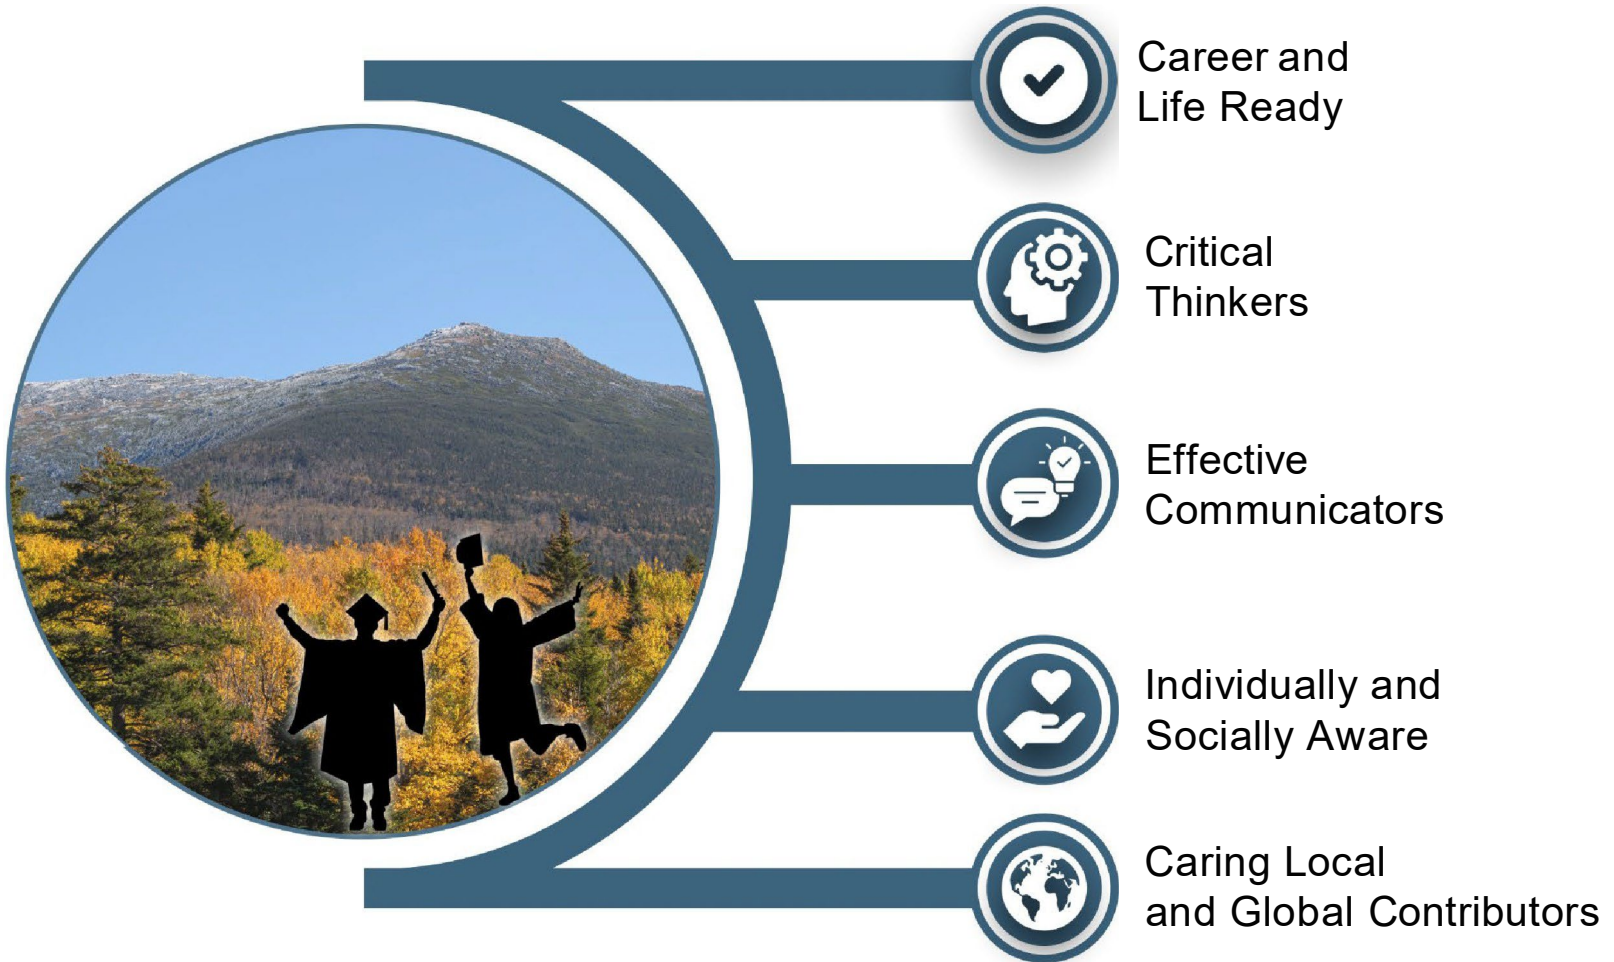 Career and
Life Ready
Critical
Thinkers
Effective
Communicators
Individually and
Socially Aware
Caring Local
and Global Contributors